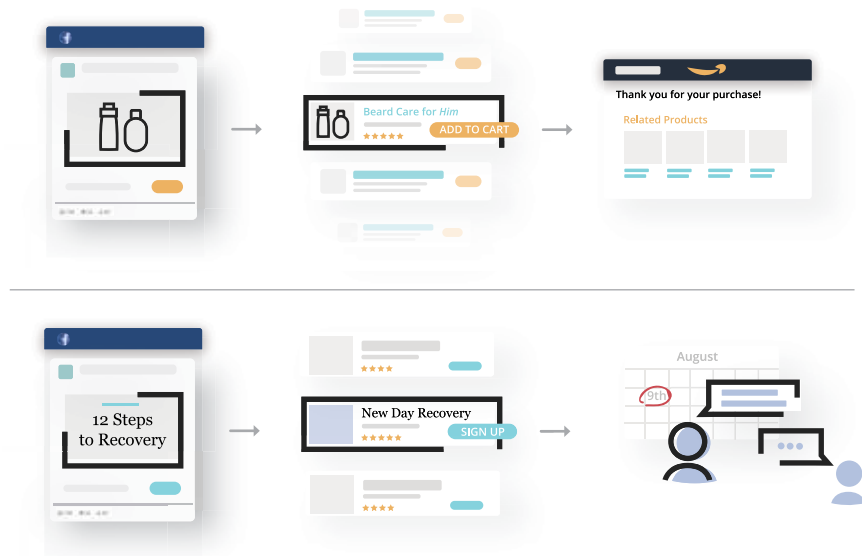 f
Beard Care for Him
ADD TO CART
Thank you for your purchase!
Related Products
f
12 Steps
to Recovery
New Day Recovery
SIGN UP
August
9th